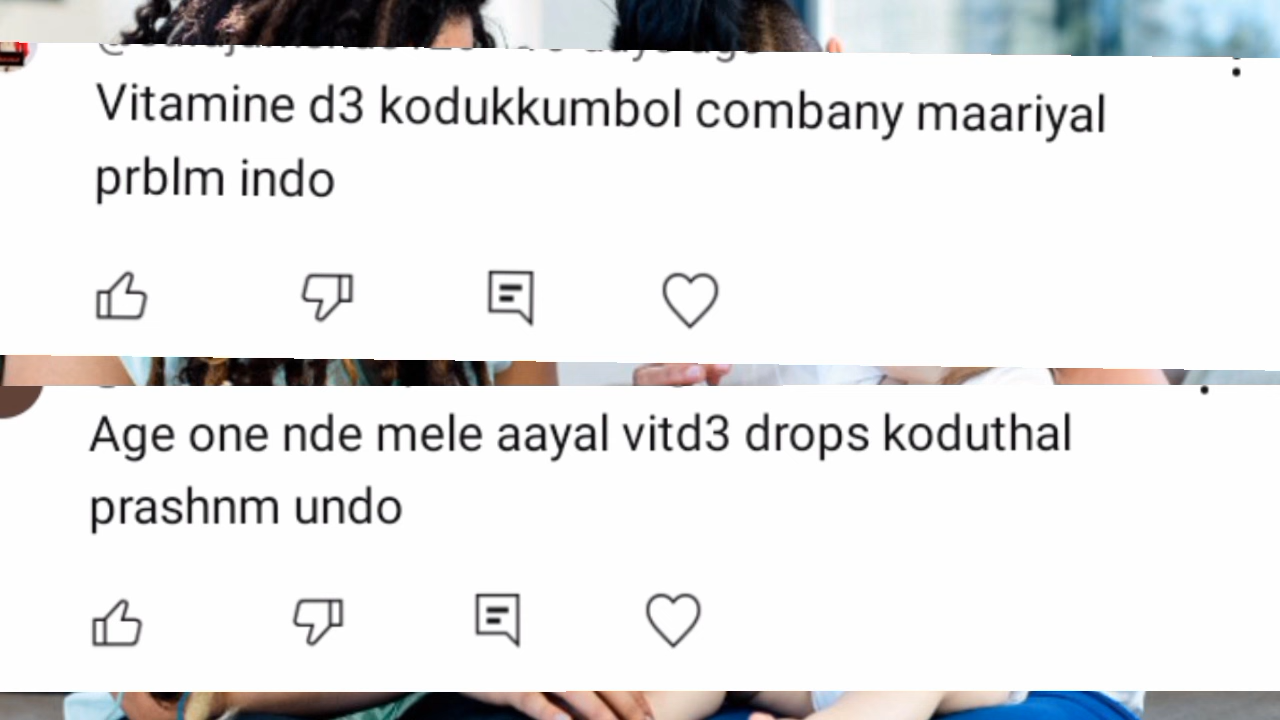 Vitamine d3 kodukkumbol combany maariyal
prblm indo
Age one nde mele aayal vitd3 drops koduthal
prashnm undo